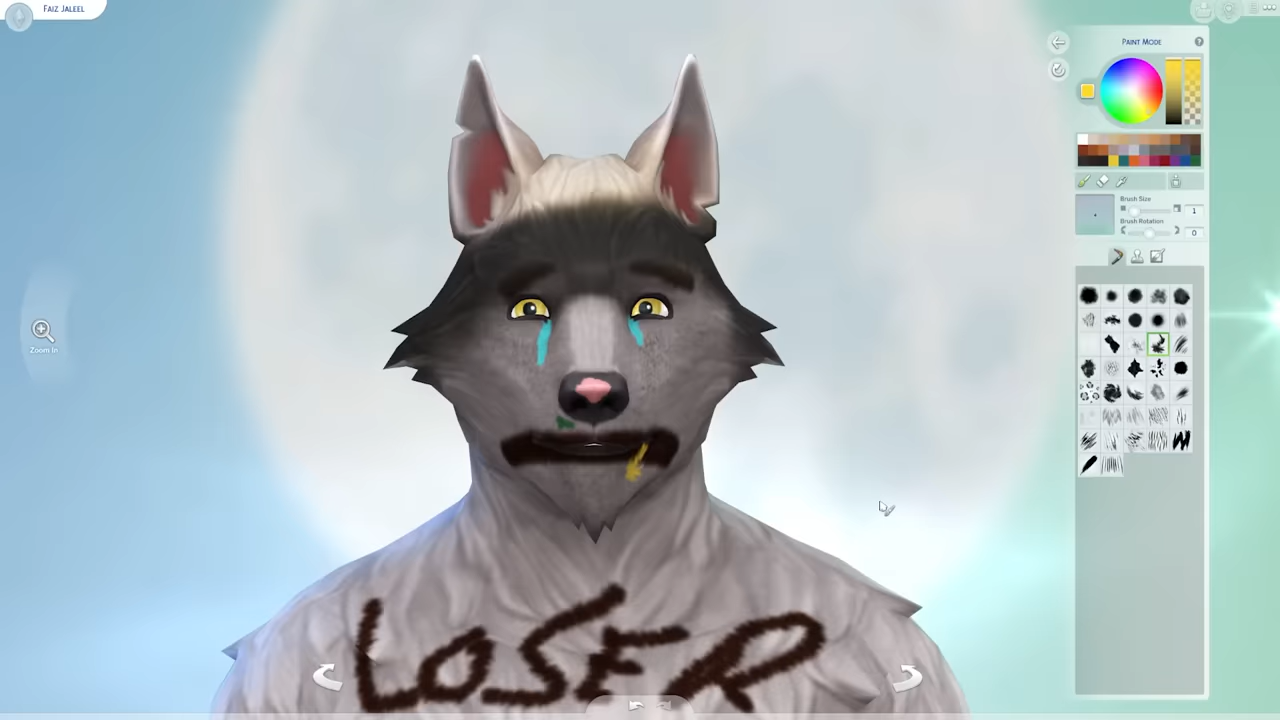 Faiz Jaleel
Paint Mode
?
Brush Size
1
Brush Rotation
0
Zoom In
LOSER